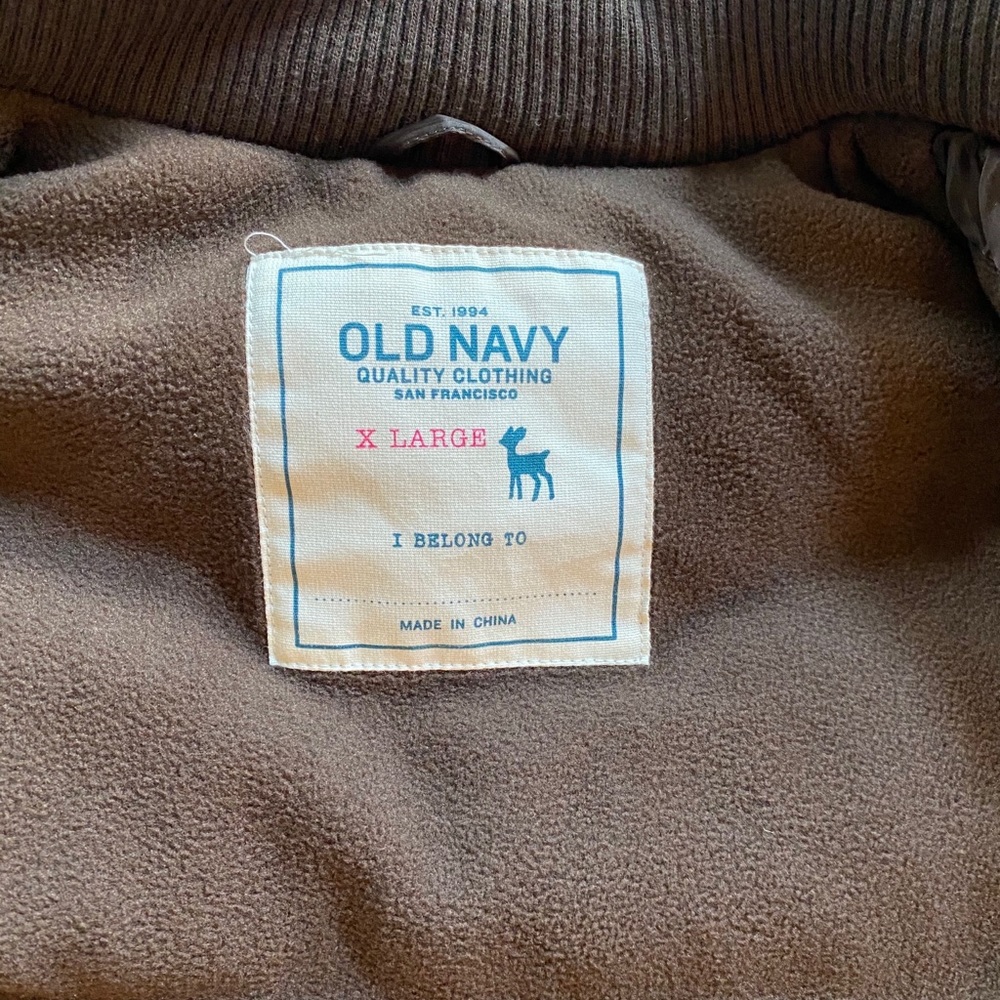 EST. 1994
OLD NAVY
QUALITY CLOTHING
SAN FRANCISCO
X LARGE
I BELONG TO
MADE IN CHINA